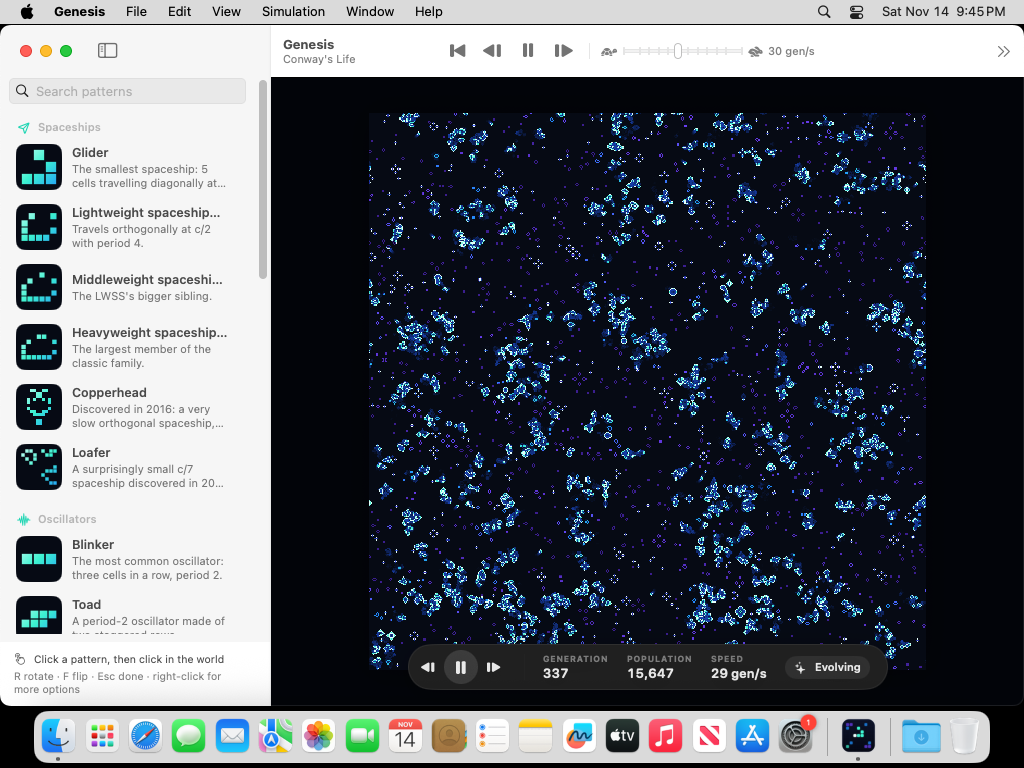 Genesis File Edit View Simulation Window Help Sat Nov 14 9:45 PM
Genesis
Conway's Life
30 gen/s
Search patterns
Spaceships
Glider
The smallest spaceship: 5
cells travelling diagonally at...
Lightweight spaceship...
Travels orthogonally at c/2
with period 4.
Middleweight spaceshi...
The LWSS's bigger sibling.
Heavyweight spaceship...
The largest member of the
classic family.
Copperhead
Discovered in 2016: a very
slow orthogonal spaceship,...
Loafer
A surprisingly small c/7
spaceship discovered in 20...
Oscillators
Blinker
The most common oscillator:
three cells in a row, period 2.
Toad
A period-2 oscillator made of
two staggered rows.
Click a pattern, then click in the world
R rotate · F flip · Esc done · right-click for
more options
GENERATION POPULATION SPEED
337 15,647 29 gen/s
Evolving
NOV
14
tv
1